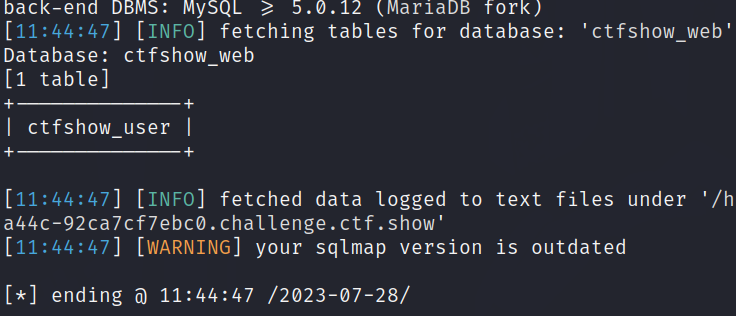 back-end DBMS: MySQL ≥ 5.0.12 (MariaDB fork)
[11:44:47] [INFO] fetching tables for database: 'ctfshow_web'
Database: ctfshow_web
[1 table]
+--------------+
| ctfshow_user |
+--------------+
[11:44:47] [INFO] fetched data logged to text files under '/h
a44c-92ca7cf7ebc0.challenge.ctf.show'
[11:44:47] [WARNING] your sqlmap version is outdated
[*] ending @ 11:44:47 /2023-07-28/